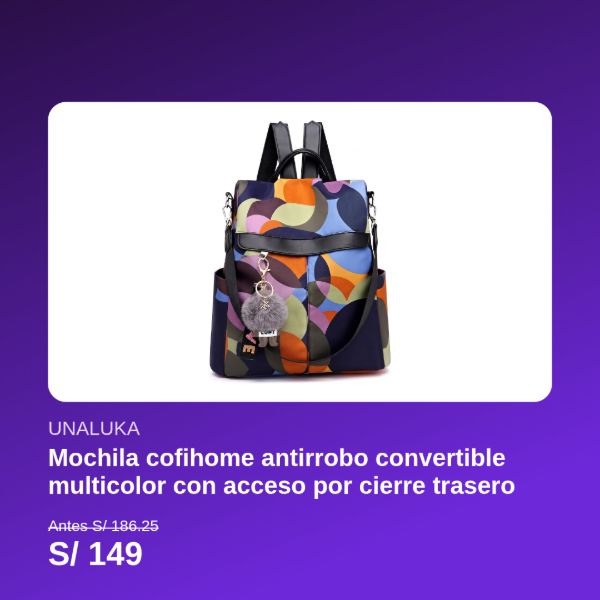 UNALUKA
Mochila cofihome antirrobo convertible
multicolor con acceso por cierre trasero
Antes S/ 186.25
S/ 149